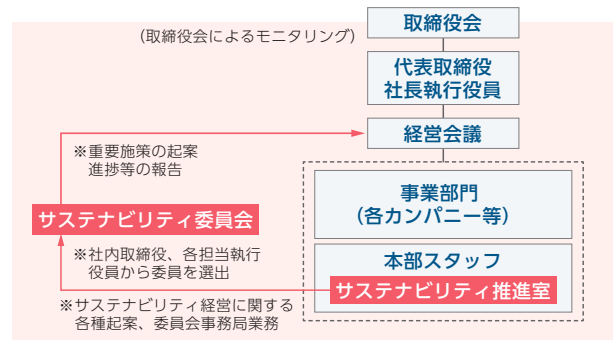 取締役会
(取締役会によるモニタリング)
代表取締役
社長執行役員
経営会議
※重要施策の起案
進捗等の報告
事業部門
(各カンパニー等)
サステナビリティ委員会
※社内取締役、各担当執行
役員から委員を選出
本部スタッフ
サステナビリティ推進室
※サステナビリティ経営に関する
各種起案、委員会事務局業務